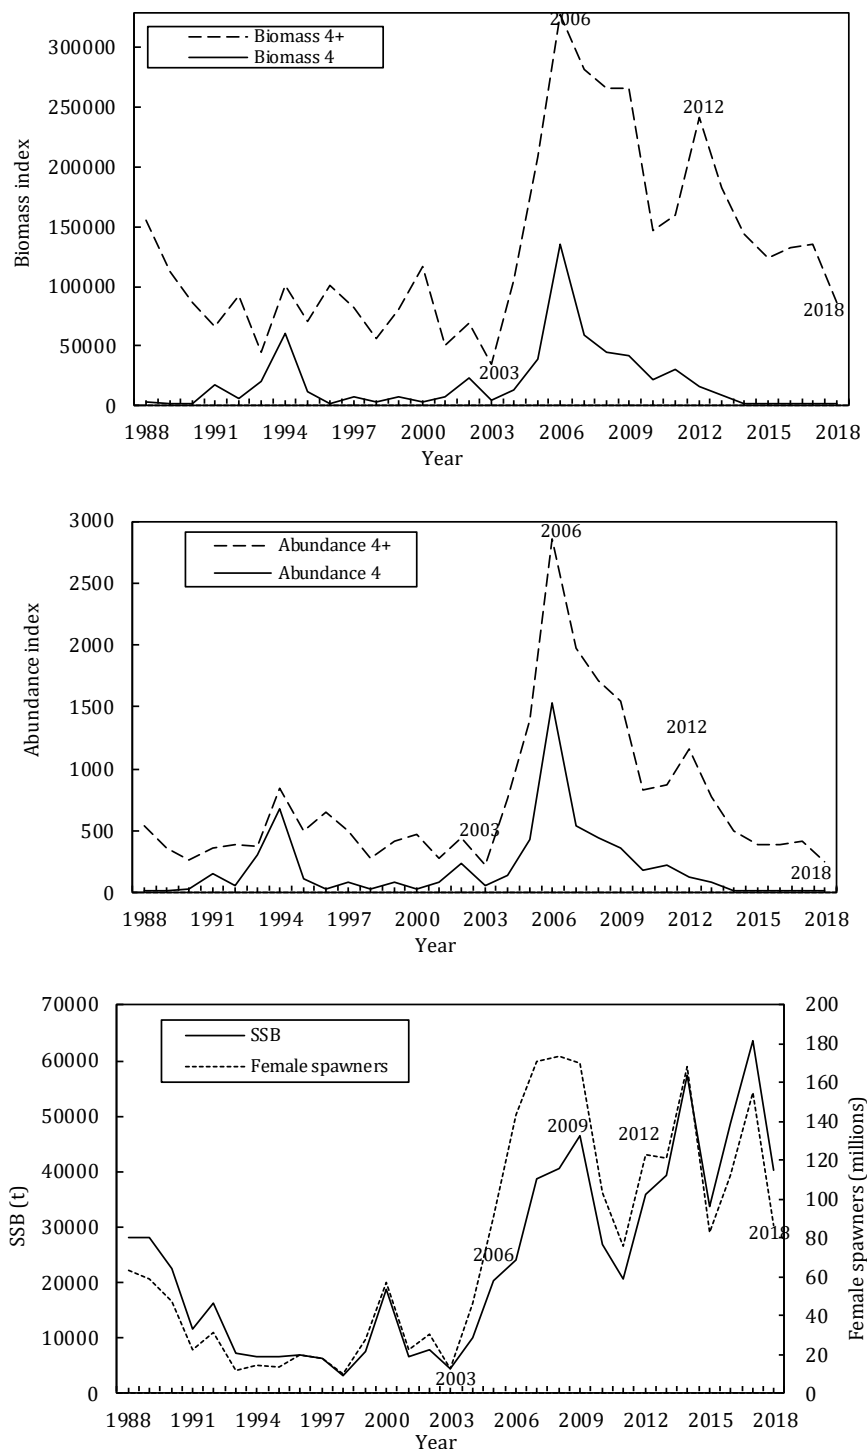 300000
250000
200000
150000
100000
50000
0
Biomass index
Biomass 4+
Biomass 4
2006
2012
2003
2018
1988 1991 1994 1997 2000 2003 2006 2009 2012 2015 2018
Year
3000
2500
2000
1500
1000
500
0
Abundance index
Abundance 4+
Abundance 4
2006
2012
2003
2018
1988 1991 1994 1997 2000 2003 2006 2009 2012 2015 2018
Year
70000
60000
50000
40000
30000
20000
10000
0
SSB (t)
SSB
Female spawners
2009
2012
2006
2018
2003
200
180
160
140
120
100
80
60
40
20
0
Female spawners (millions)
1988 1991 1994 1997 2000 2003 2006 2009 2012 2015 2018
Year